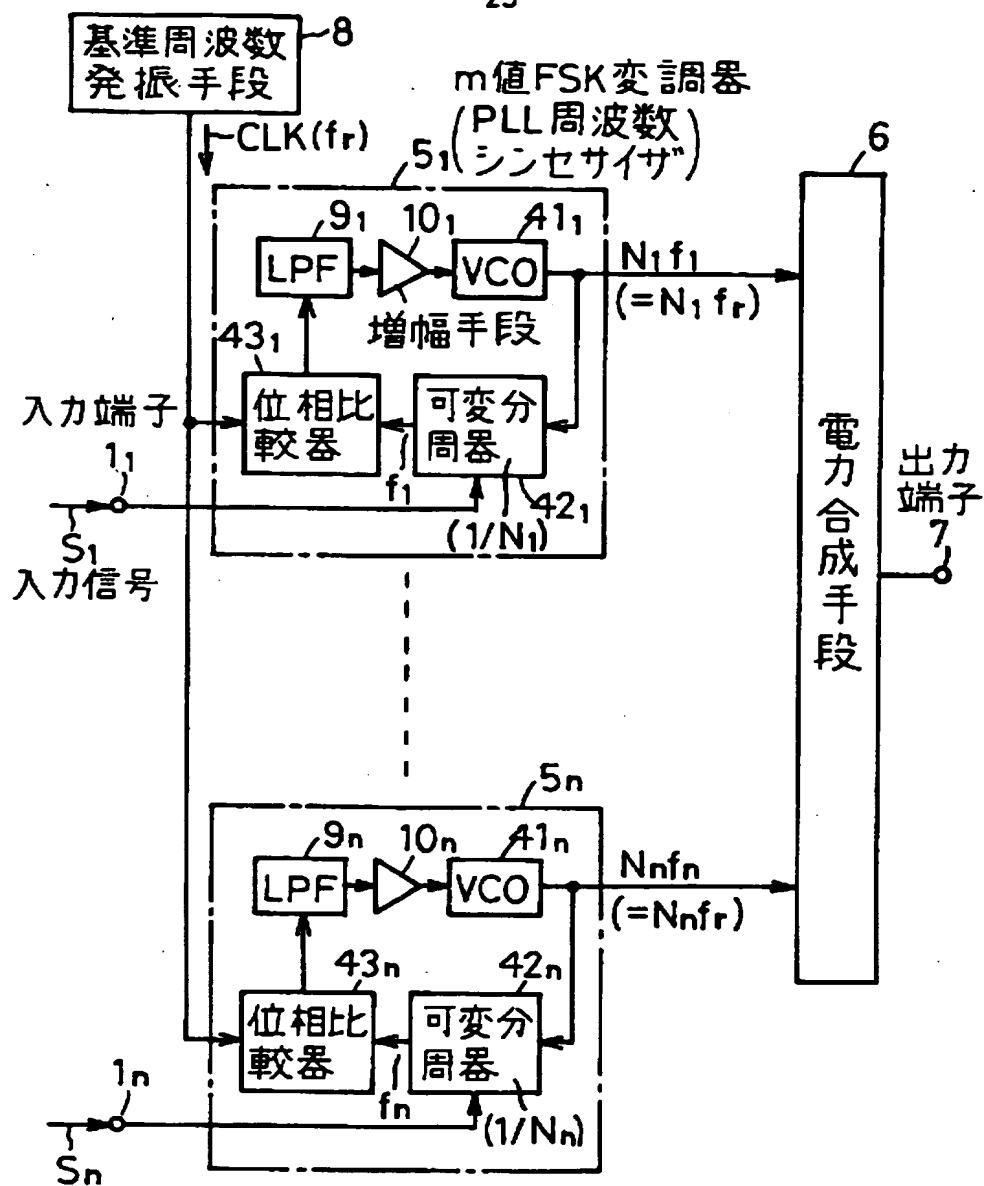 基準周波数
発振手段
8
CLK(fr)
m値FSK変調器
(PLL周波数
シンセサイザ)
5₁
6
9₁
10₁
41₁
LPF
VCO
N₁f₁
(=N₁fr)
増幅手段
43₁
位相比
較器
可変分
周器
f₁
42₁
(1/N₁)
入力端子
1₁
S₁
入力信号
電力合成手段
出力
端子
7
5n
9n
10n
41n
LPF
VCO
Nnfn
(=Nnfr)
43n
42n
位相比
較器
可変分
周器
fn
(1/Nn)
1n
Sn